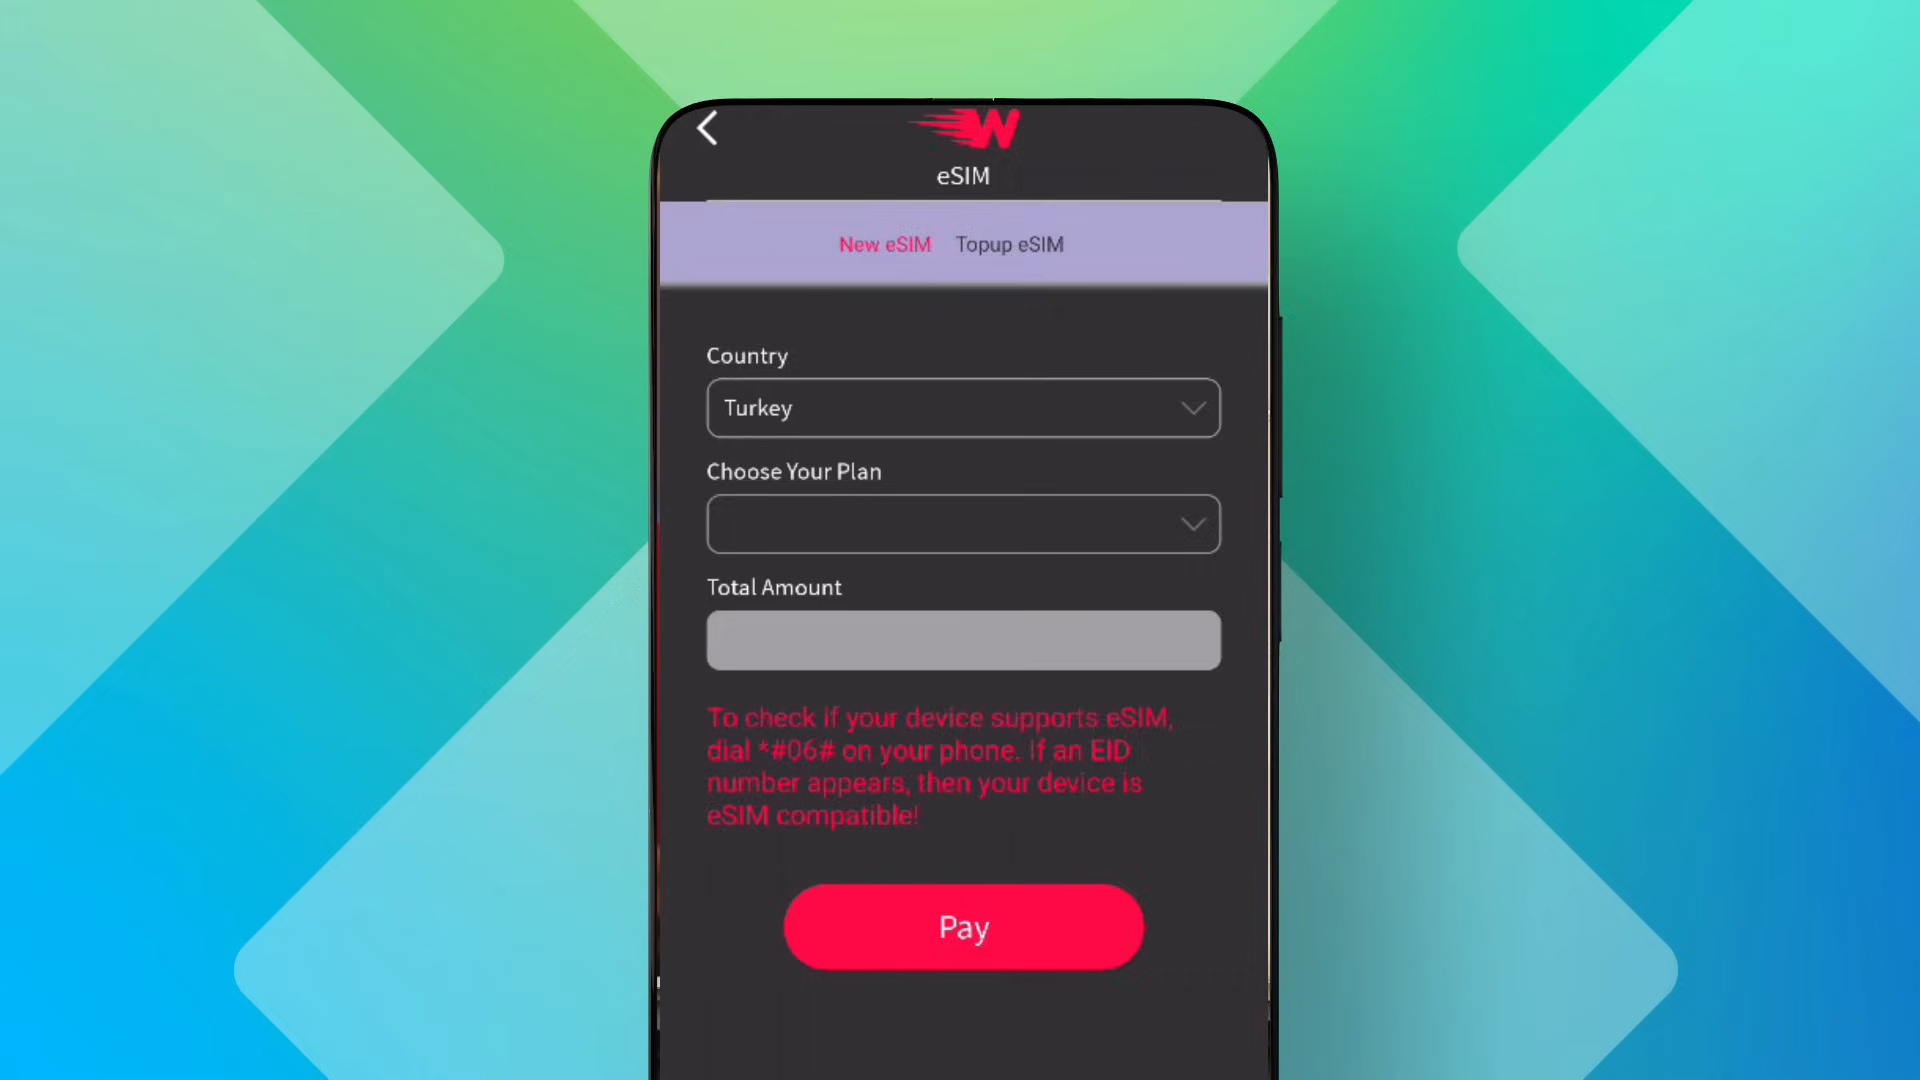 W
eSIM
New eSIM Topup eSIM
Country
Turkey
Choose Your Plan
Total Amount
To check if your device supports eSIM,
dial *#06# on your phone. If an EID
number appears, then your device is
eSIM compatible!
Pay